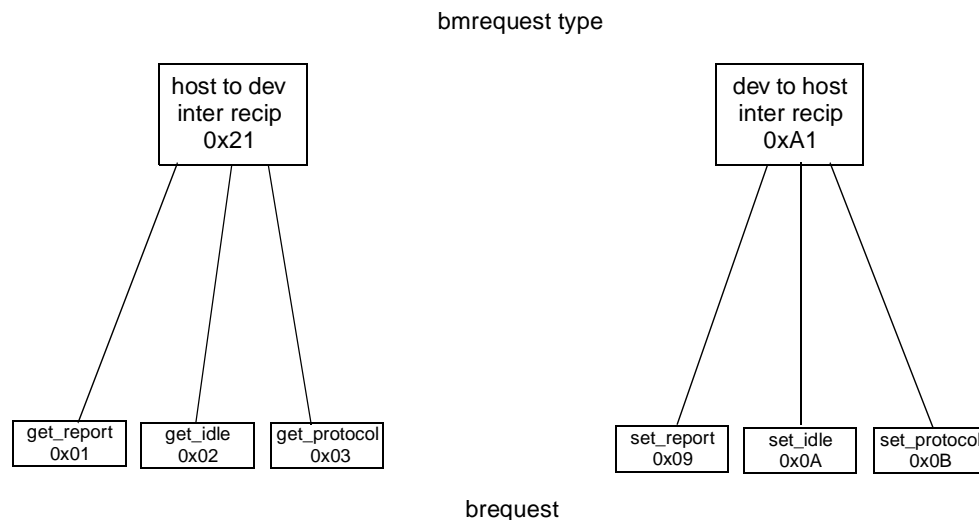 bmrequest type
host to dev
inter recip
0x21
dev to host
inter recip
0xA1
get_report
0x01
get_idle
0x02
get_protocol
0x03
set_report
0x09
set_idle
0x0A
set_protocol
0x0B
brequest